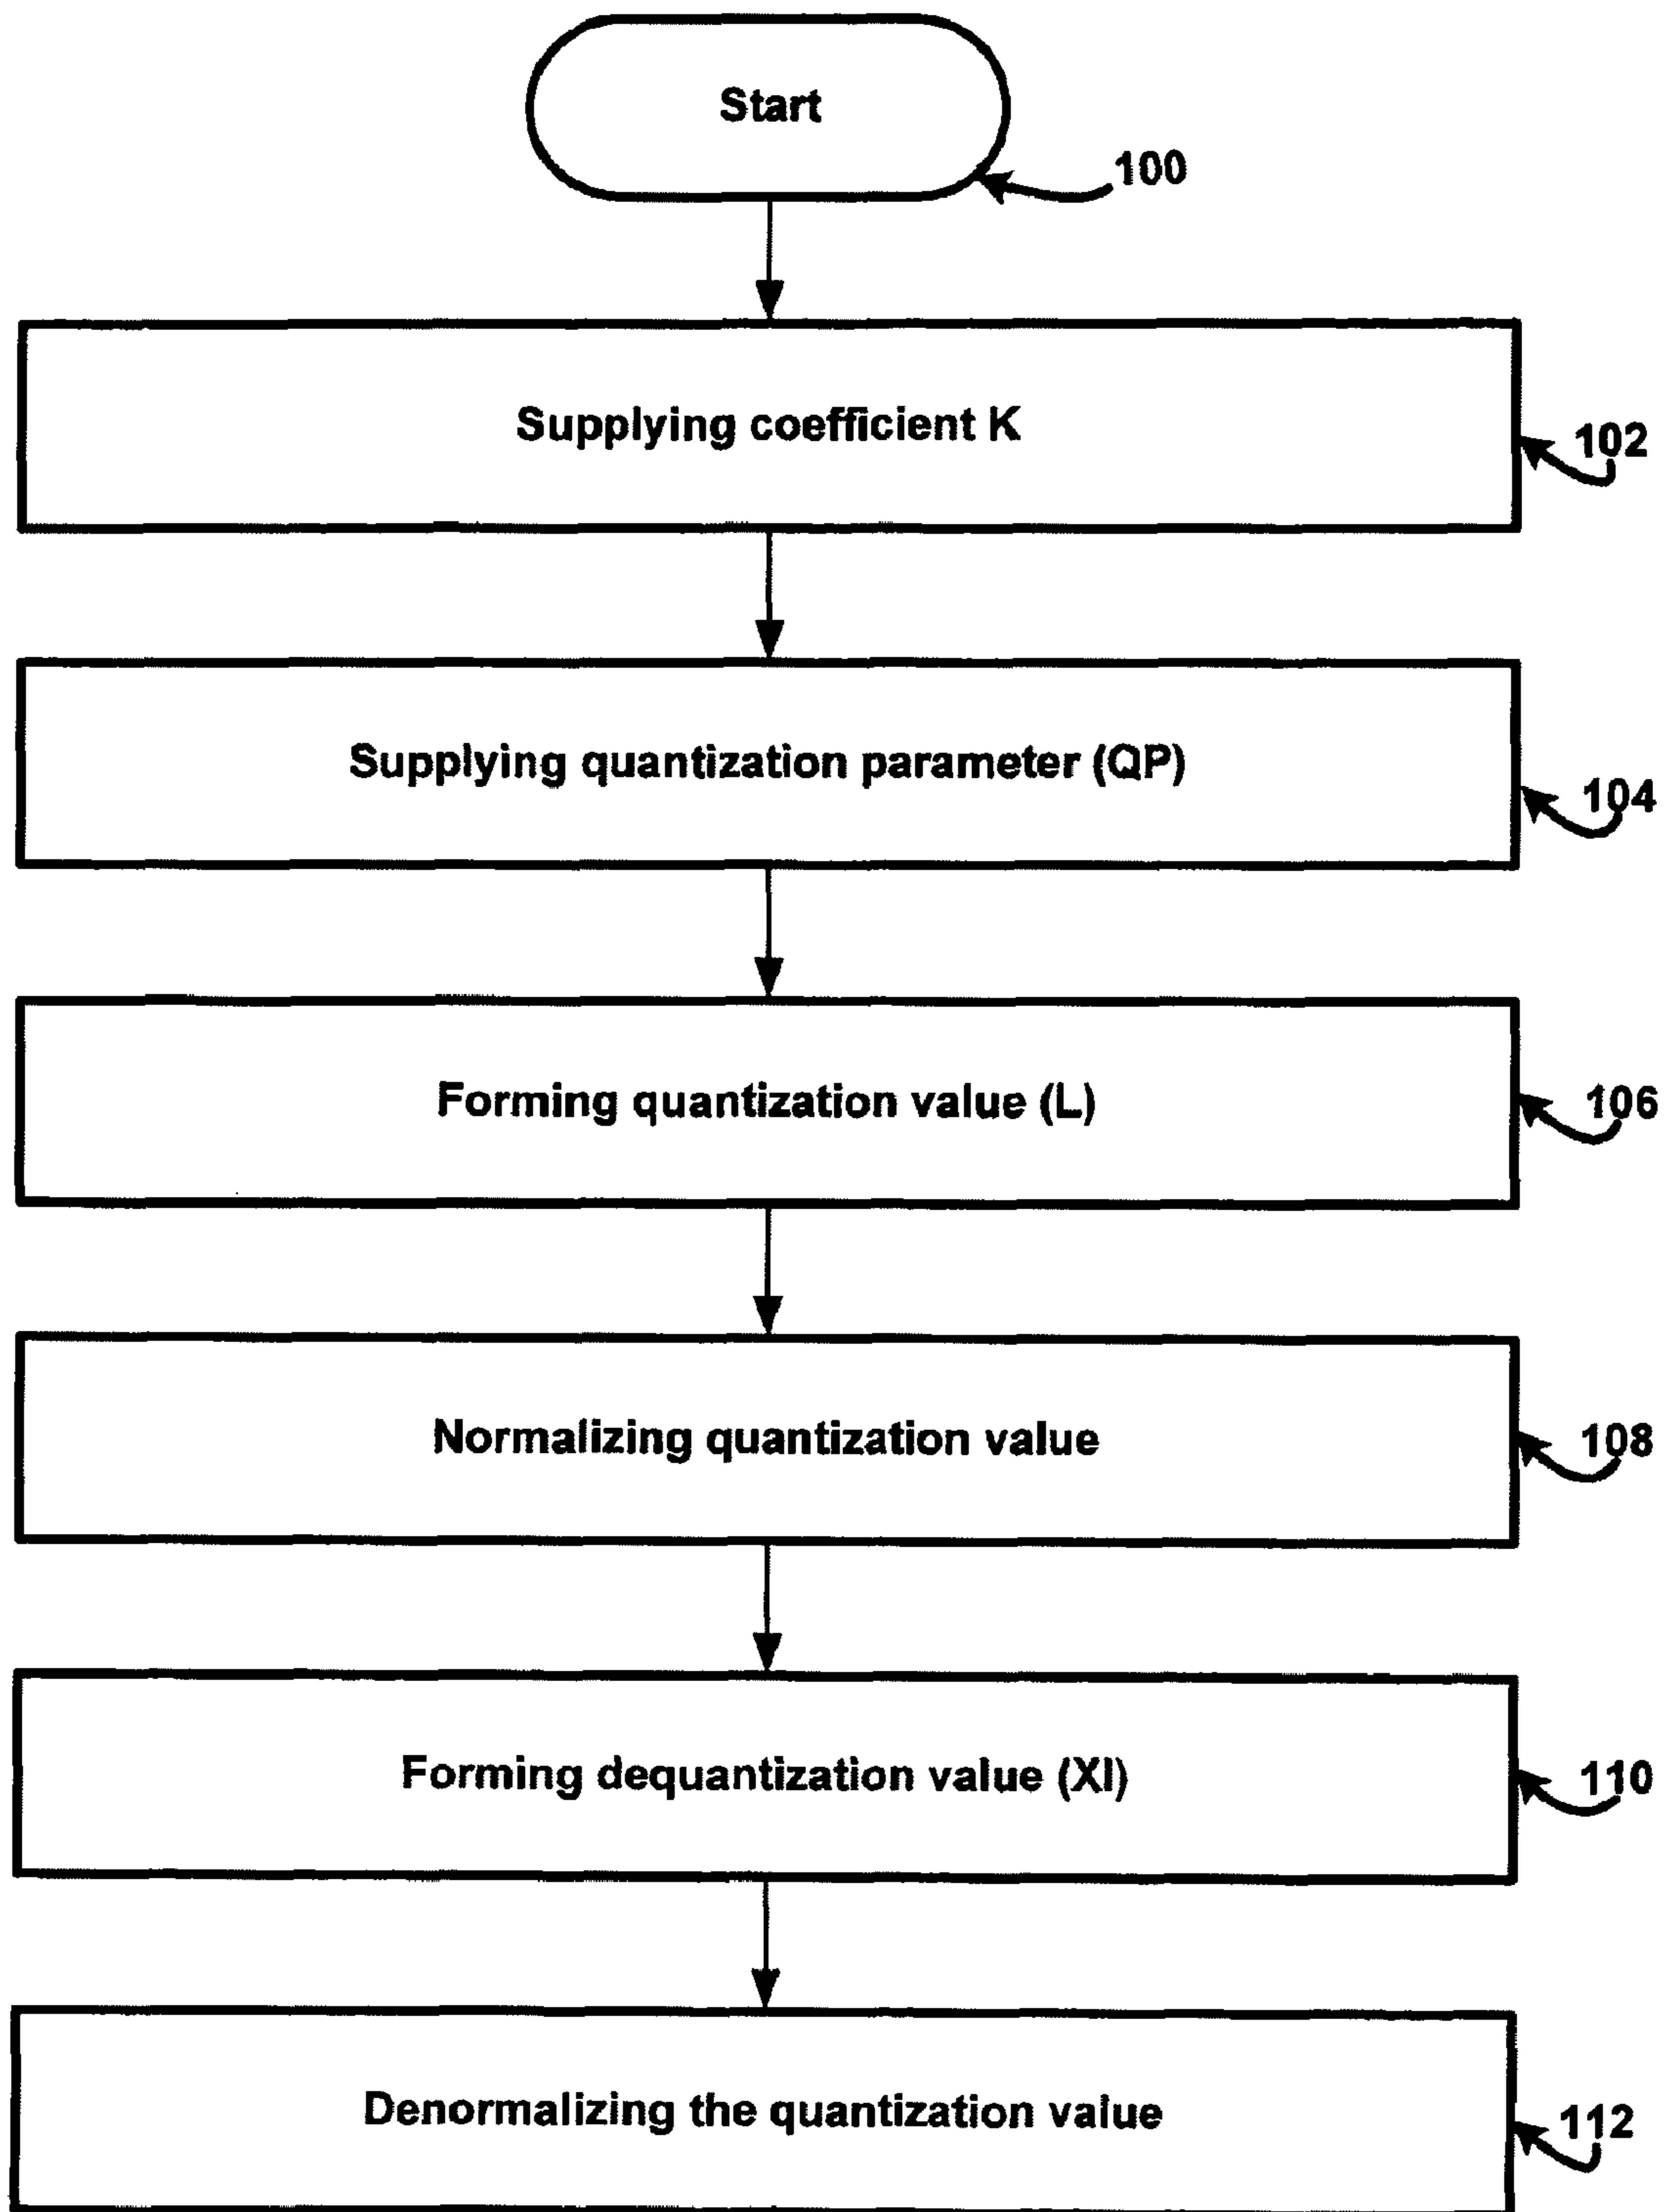 Start
100
Supplying coefficient K
102
Supplying quantization parameter (QP)
104
Forming quantization value (L)
106
Normalizing quantization value
108
Forming dequantization value (XI)
110
Denormalizing the quantization value
112